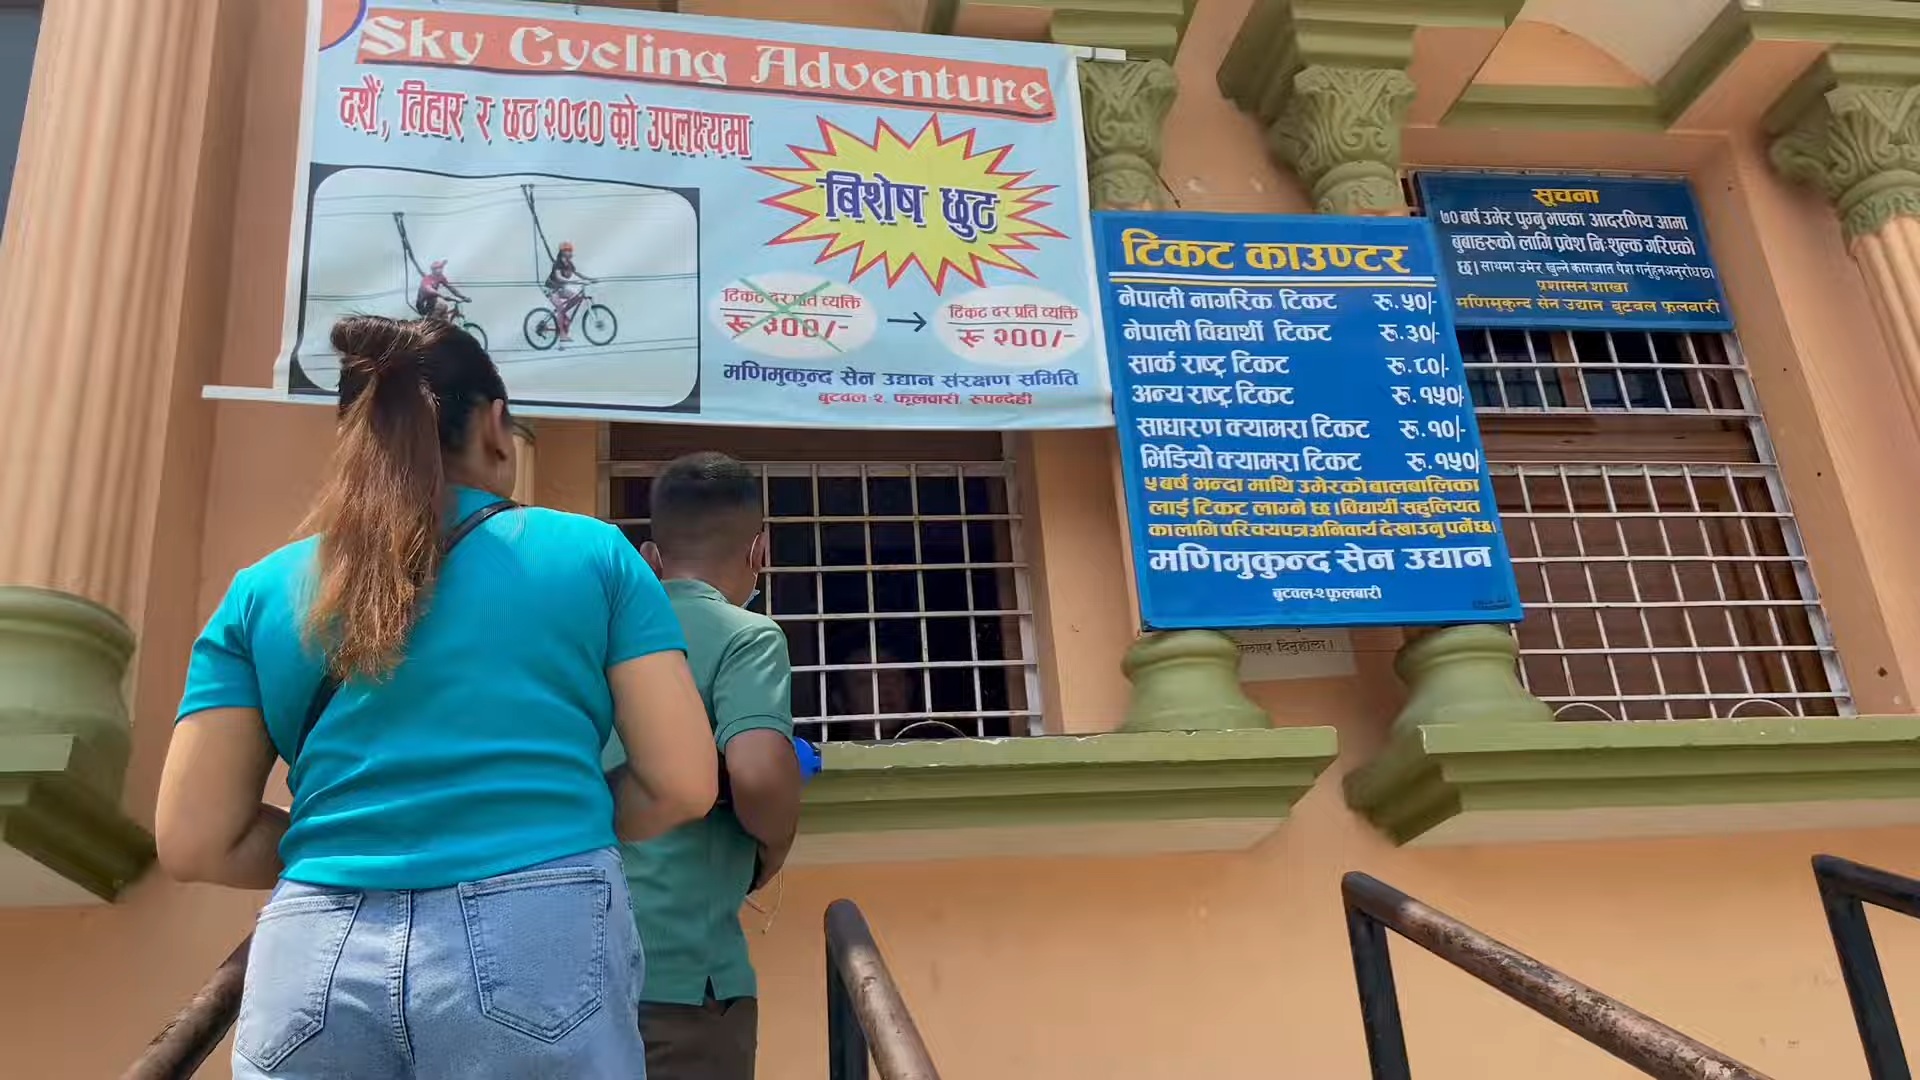 Sky Cycling Adventure
दशैं, तिहार र छठ २०८० को उपलक्ष्यमा
बिशेष छुट
टिकट दर प्रति व्यक्ति
रू ३००/-
→
टिकट दर प्रति व्यक्ति
रू २००/-
मणिमुकुन्द सेन उद्यान संरक्षण समिति
बुटवल-२, फूलबारी, रुपन्देही
टिकट काउण्टर
नेपाली नागरिक टिकट रू.५०/-
नेपाली विद्यार्थी टिकट रू.३०/-
सार्क राष्ट्र टिकट रू.८०/-
अन्य राष्ट्र टिकट रू.१५०/-
साधारण क्यामरा टिकट रू.१०/-
भिडियो क्यामरा टिकट रू.१५०/
५ बर्ष भन्दा माथि उमेरको बालबालिका
लाई टिकट लाग्ने छ । विद्यार्थी सहुलियत
का लागि परिचयपत्र अनिवार्य देखाउनु पर्नेछ।
मणिमुकुन्द सेन उद्यान
बुटवल-२ फूलबारी
सूचना
७० बर्ष उमेर पुग्नु भएका आदरणिय आमा
बुबाहरुको लागि प्रवेश निःशुल्क गरिएको
छ। साथमा उमेर खुल्ने कागजात पेश गर्नुहुन अनुरोध छ।
प्रशासन शाखा
मणिमुकुन्द सेन उद्यान बुटवल फूलबारी
दिनुहोला।